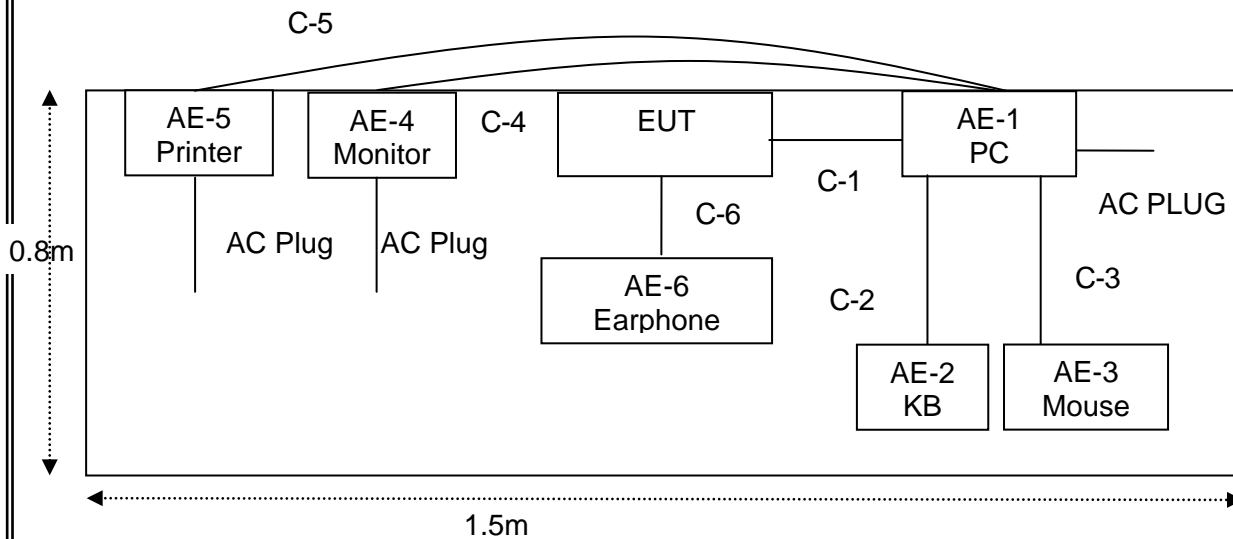 C-5
AE-5
Printer
AE-4
Monitor
C-4
EUT
AE-1
PC
C-1
AC PLUG
C-6
0.8m
AC Plug
AC Plug
AE-6
Earphone
C-2
C-3
AE-2
KB
AE-3
Mouse
1.5m